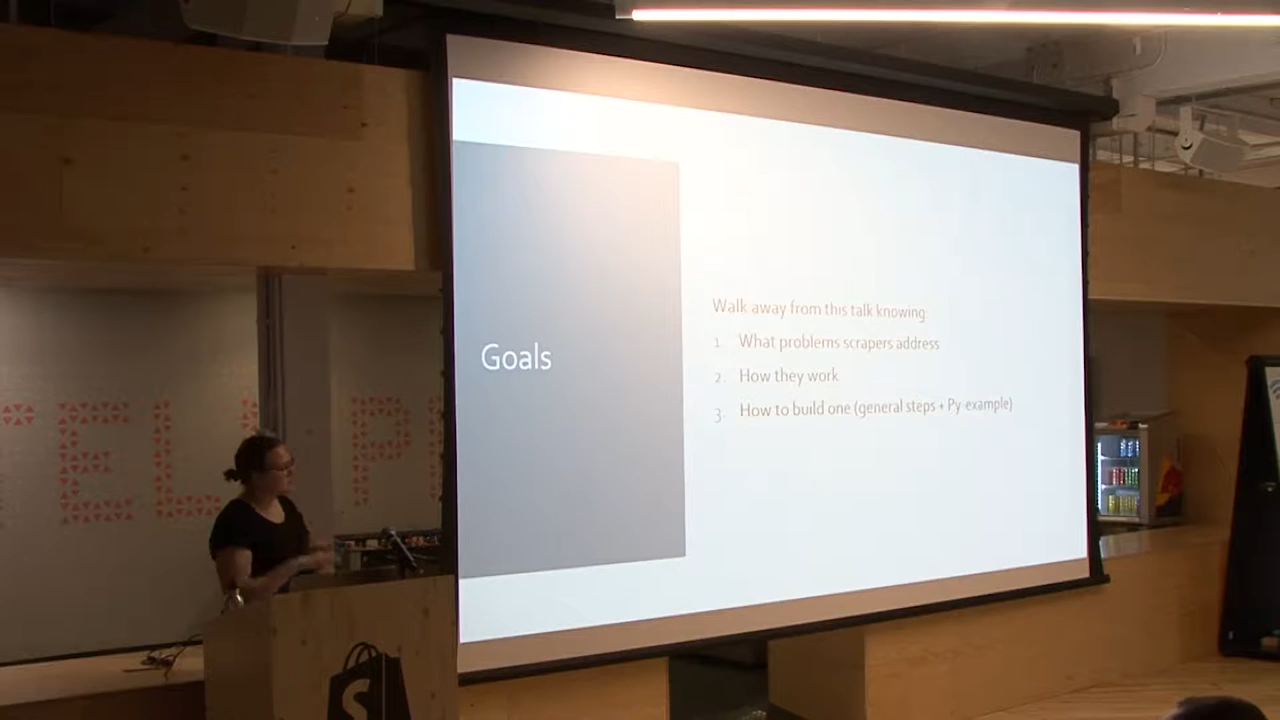 Goals
Walk away from this talk knowing
1. What problems scrapers address
2. How they work
3. How to build one (general steps + Py example)
TEL
P
S